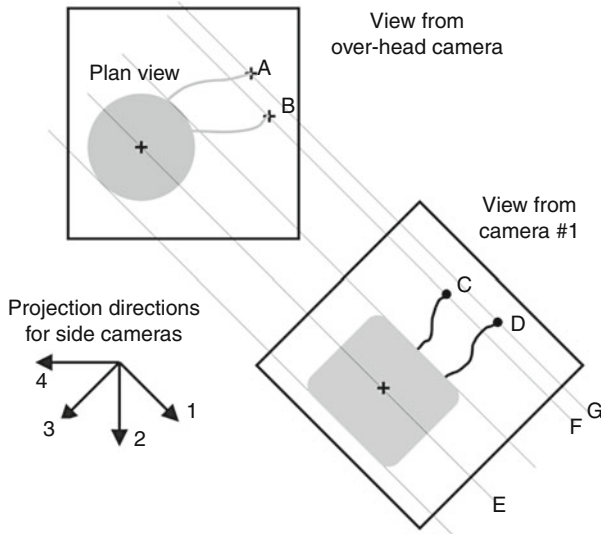 View from
over-head camera
Plan view
A
B
View from
camera #1
C
D
Projection directions
for side cameras
4
3
2
1
G
F
E